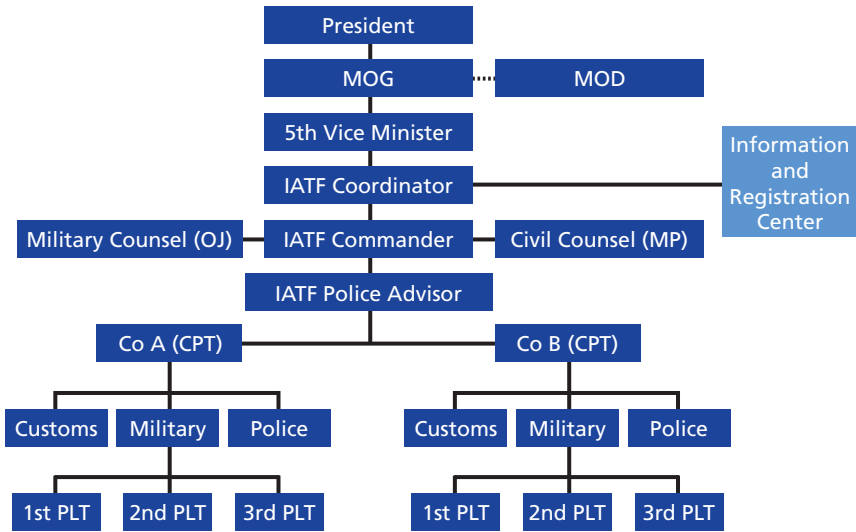 President
MOG
MOD
5th Vice Minister
Information
and
Registration
Center
IATF Coordinator
Military Counsel (OJ)
IATF Commander
Civil Counsel (MP)
IATF Police Advisor
Co A (CPT)
Co B (CPT)
Customs
Military
Police
Customs
Military
Police
1st PLT
2nd PLT
3rd PLT
1st PLT
2nd PLT
3rd PLT